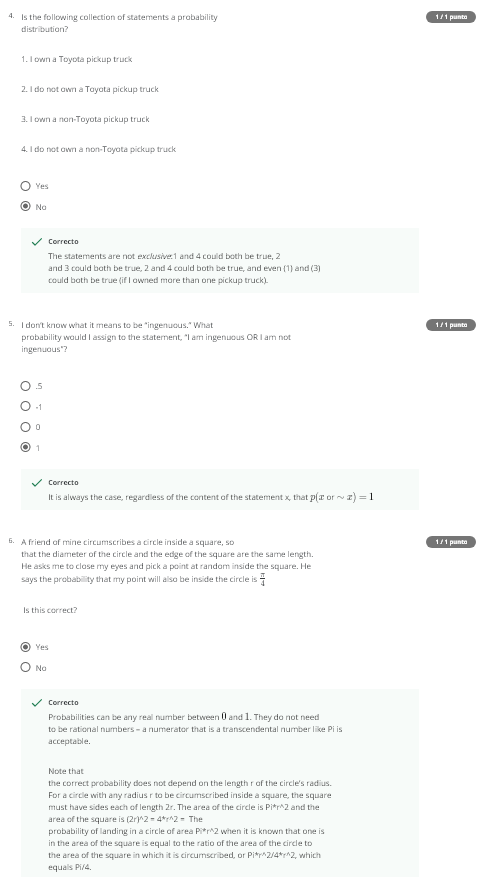 4. Is the following collection of statements a probability
distribution?
1 / 1 punto
1. I own a Toyota pickup truck
2. I do not own a Toyota pickup truck
3. I own a non-Toyota pickup truck
4. I do not own a non-Toyota pickup truck
Yes
No
Correcto
The statements are not exclusive:1 and 4 could both be true, 2
and 3 could both be true, 2 and 4 could both be true, and even (1) and (3)
could both be true (if I owned more than one pickup truck).
5. I don't know what it means to be “ingenuous.” What
probability would I assign to the statement, “I am ingenuous OR I am not
ingenuous”?
1 / 1 punto
.5
-1
0
1
Correcto
It is always the case, regardless of the content of the statement x, that p(x or ∼ x) = 1
6. A friend of mine circumscribes a circle inside a square, so
that the diameter of the circle and the edge of the square are the same length.
He asks me to close my eyes and pick a point at random inside the square. He
says the probability that my point will also be inside the circle is π/4
1 / 1 punto
Is this correct?
Yes
No
Correcto
Probabilities can be any real number between 0 and 1. They do not need
to be rational numbers – a numerator that is a transcendental number like Pi is
acceptable.
Note that
the correct probability does not depend on the length r of the circle's radius.
For a circle with any radius r to be circumscribed inside a square, the square
must have sides each of length 2r. The area of the circle is Pi*r^2 and the
area of the square is (2r)^2 = 4*r^2 = The
probability of landing in a circle of area Pi*r^2 when it is known that one is
in the area of the square is equal to the ratio of the area of the circle to
the area of the square in which it is circumscribed, or Pi*r^2/4*r^2, which
equals Pi/4.